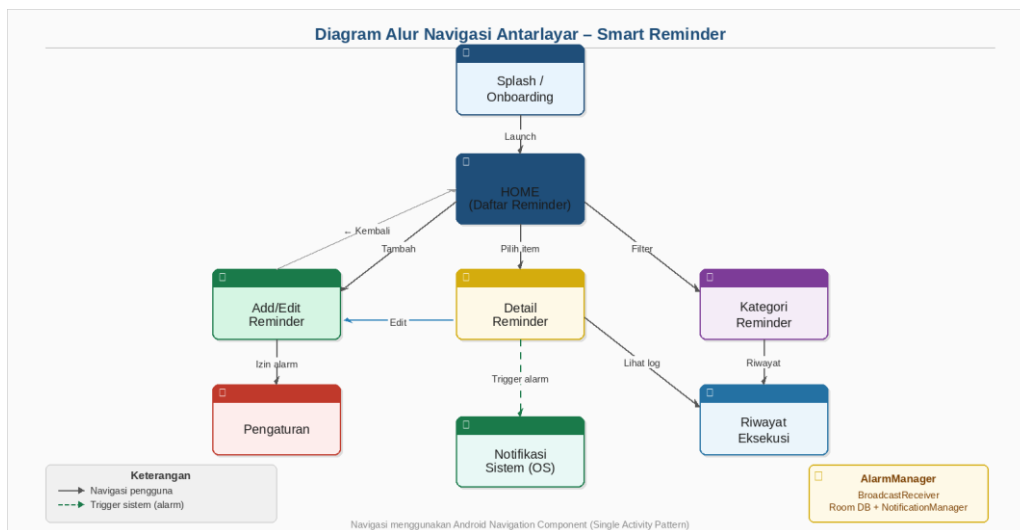 Diagram Alur Navigasi Antarlayar – Smart Reminder
Splash /
Onboarding
Launch
HOME
(Daftar Reminder)
← Kembali
Tambah
Pilih item
Filter
Add/Edit
Reminder
Edit
Detail
Reminder
Kategori
Reminder
Izin alarm
Trigger alarm
Lihat log
Riwayat
Pengaturan
Notifikasi
Sistem (OS)
Riwayat
Eksekusi
Keterangan
Navigasi pengguna
Trigger sistem (alarm)
AlarmManager
BroadcastReceiver
Room DB + NotificationManager
Navigasi menggunakan Android Navigation Component (Single Activity Pattern)